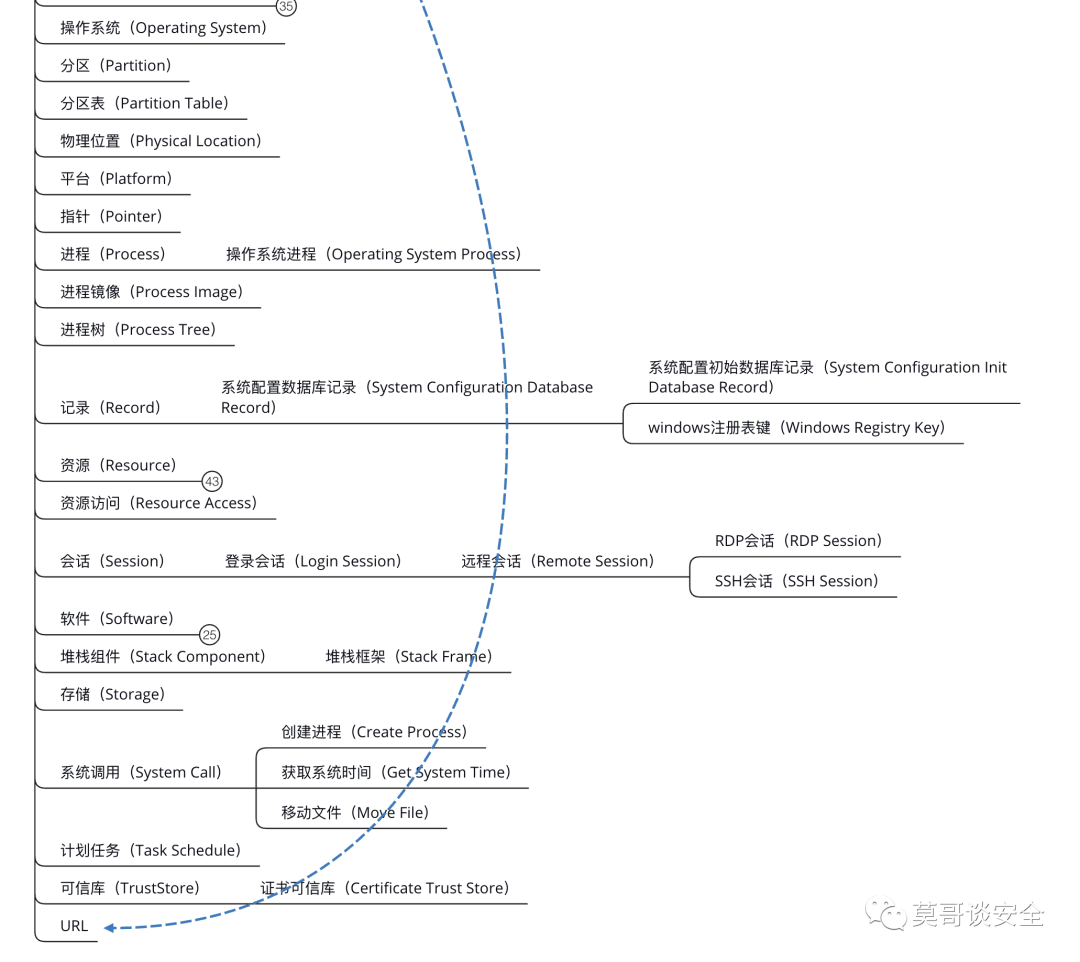 35
操作系统（Operating System）
分区（Partition）
分区表（Partition Table）
物理位置（Physical Location）
平台（Platform）
指针（Pointer）
进程（Process） 操作系统进程（Operating System Process）
进程镜像（Process Image）
进程树（Process Tree）
记录（Record）
系统配置数据库记录（System Configuration Database
Record）
系统配置初始数据库记录（System Configuration Init
Database Record）
windows注册表键（Windows Registry Key）
资源（Resource）
43
资源访问（Resource Access）
会话（Session） 登录会话（Login Session） 远程会话（Remote Session）
RDP会话（RDP Session）
SSH会话（SSH Session）
软件（Software）
25
堆栈组件（Stack Component） 堆栈框架（Stack Frame）
存储（Storage）
系统调用（System Call）
创建进程（Create Process）
获取系统时间（Get System Time）
移动文件（Move File）
计划任务（Task Schedule）
可信库（TrustStore） 证书可信库（Certificate Trust Store）
URL
莫哥谈安全